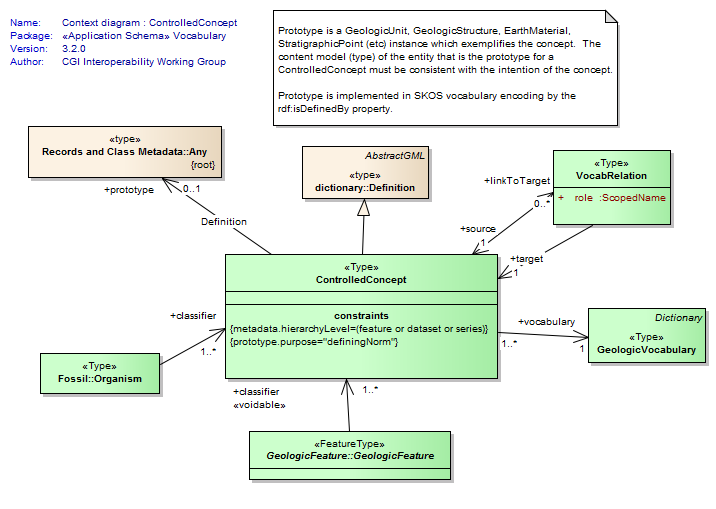 Name: Context diagram : ControlledConcept
Package: «Application Schema» Vocabulary
Version: 3.2.0
Author: CGI Interoperability Working Group
Prototype is a GeologicUnit, GeologicStructure, EarthMaterial,
StratigraphicPoint (etc) instance which exemplifies the concept. The
content model (type) of the entity that is the prototype for a
ControlledConcept must be consistent with the intention of the concept.
Prototype is implemented in SKOS vocabulary encoding by the
rdf:isDefinedBy property.
«type»
Records and Class Metadata::Any
{root}
AbstractGML
«type»
dictionary::Definition
«Type»
VocabRelation
+ role :ScopedName
+prototype
0..1
Definition
+linkToTarget
0..*
+source
1
+target
1
«Type»
ControlledConcept
constraints
{metadata.hierarchyLevel=(feature or dataset or series)}
{prototype.purpose="definingNorm"}
+classifier
1..*
+vocabulary
1..*
1
Dictionary
«Type»
GeologicVocabulary
«Type»
Fossil::Organism
+classifier
«voidable»
1..*
«FeatureType»
GeologicFeature::GeologicFeature